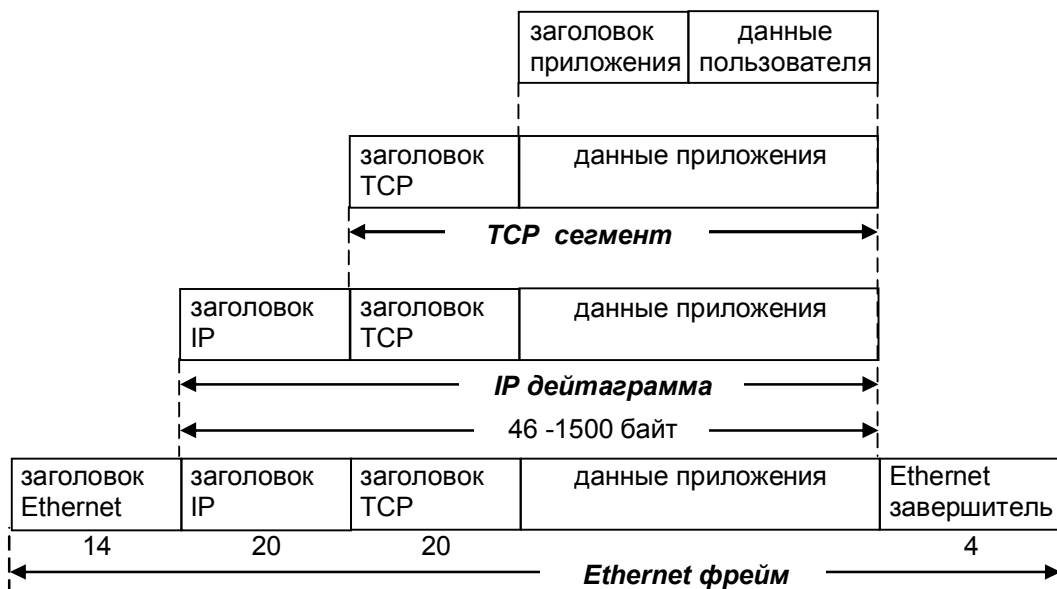 заголовок данные
приложения пользователя
заголовок данные приложения
TCP
TCP сегмент
заголовок заголовок данные приложения
IP TCP
IP дейтаграмма
46 -1500 байт
заголовок заголовок заголовок данные приложения Ethernet
Ethernet IP TCP завершитель
14 20 20 4
Ethernet фрейм